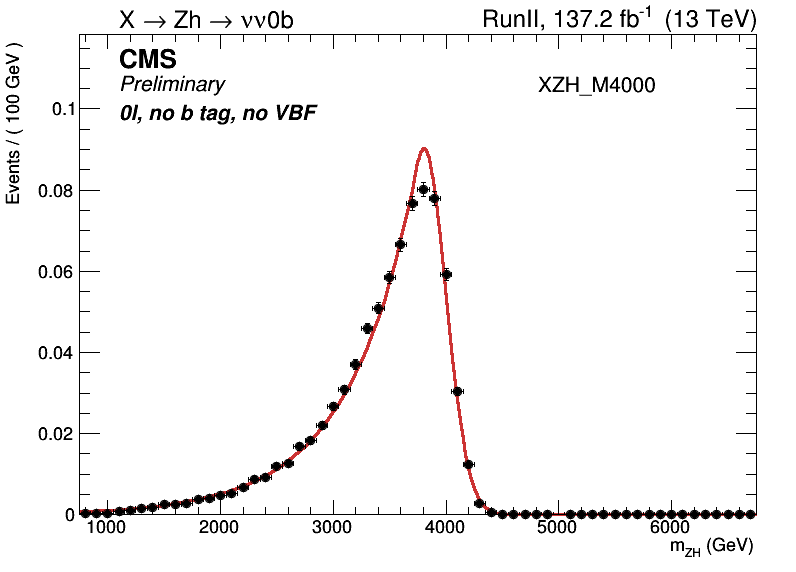 X → Zh → νν0b
RunII, 137.2 fb⁻¹ (13 TeV)
CMS
Preliminary
0l, no b tag, no VBF
XZH_M4000
Events / ( 100 GeV )
0.1
0.08
0.06
0.04
0.02
0
1000 2000 3000 4000 5000 6000
m_ZH (GeV)